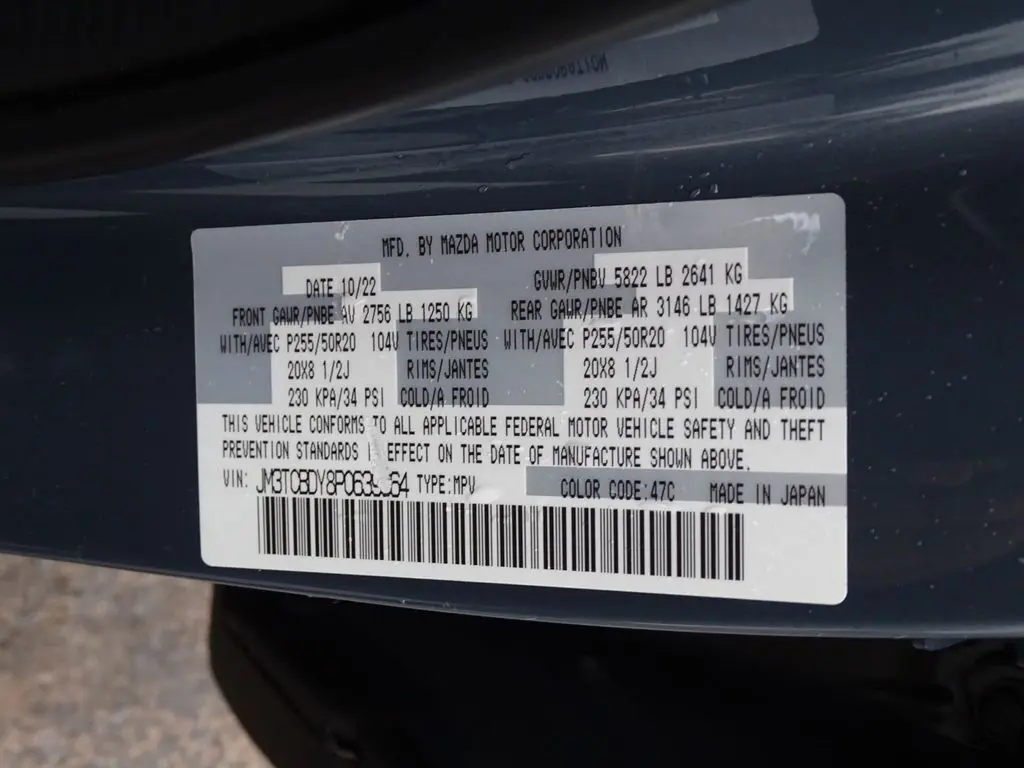 MFD. BY MAZDA MOTOR CORPORATION
DATE 10/22 GVWR/PNBV 5822 LB 2641 KG
FRONT GAWR/PNBE AV 2756 LB 1250 KG REAR GAWR/PNBE AR 3146 LB 1427 KG
WITH/AVEC P255/50R20 104V TIRES/PNEUS WITH/AVEC P255/50R20 104V TIRES/PNEUS
20X8 1/2J RIMS/JANTES 20X8 1/2J RIMS/JANTES
230 KPA/34 PSI COLD/A FROID 230 KPA/34 PSI COLD/A FROID
THIS VEHICLE CONFORMS TO ALL APPLICABLE FEDERAL MOTOR VEHICLE SAFETY AND THEFT
PREVENTION STANDARDS EFFECT ON THE DATE OF MANUFACTURE SHOWN ABOVE.
VIN: TYPE:MPV COLOR CODE:47C MADE IN JAPAN